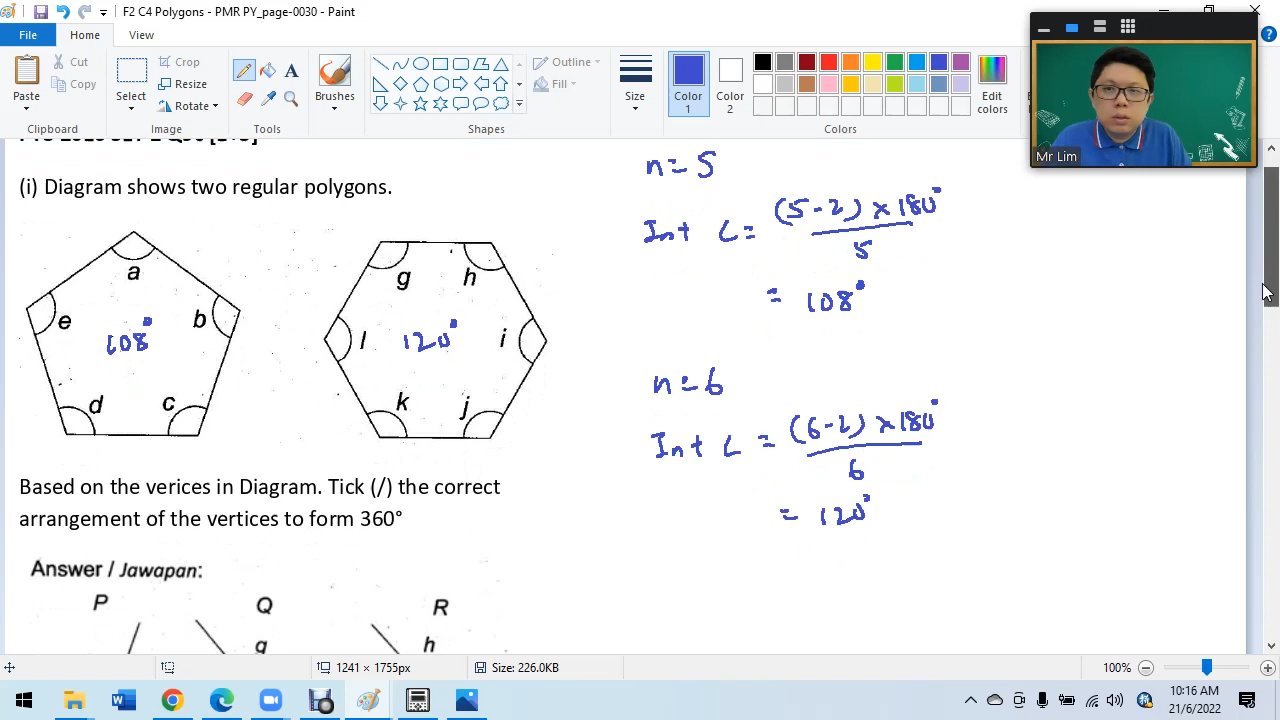 F2 C4 Polygons - PMR PY_page-0030 - Paint
File Home View
Paste Cut Copy Clipboard
Select Crop Resize Rotate Image
Tools
Brushes
Outline Fill Shapes
Size
Color 1 Color 2 Edit colors Colors
Mr Lim
(i) Diagram shows two regular polygons.
a
e b
108°
d c
g h
l 120° i
k j
n = 5
Int ∠ = (5-2) × 180°
5
= 108°
n = 6
Int ∠ = (6-2) × 180°
6
= 120°
Based on the verices in Diagram. Tick (/) the correct
arrangement of the vertices to form 360°
Answer / Jawapan:
P Q R
g h
1241 × 1755px Size: 226.0KB 100%
10:16 AM
21/6/2022